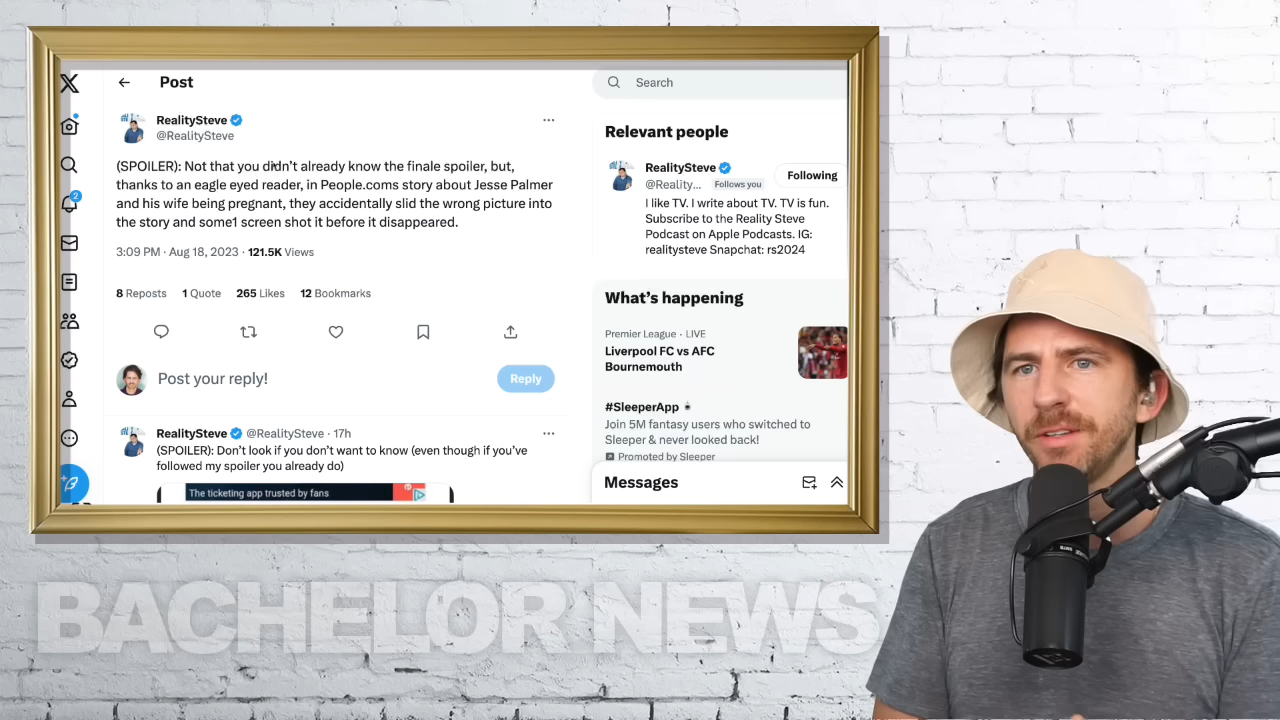 Post
Search
RealitySteve
@RealitySteve
(SPOILER): Not that you didn't already know the finale spoiler, but,
thanks to an eagle eyed reader, in People.coms story about Jesse Palmer
and his wife being pregnant, they accidentally slid the wrong picture into
the story and some1 screen shot it before it disappeared.
3:09 PM · Aug 18, 2023 · 121.5K Views
8 Reposts 1 Quote 265 Likes 12 Bookmarks
Post your reply!
Reply
RealitySteve @RealitySteve · 17h
(SPOILER): Don't look if you don't want to know (even though if you've
followed my spoiler you already do)
The ticketing app trusted by fans
Relevant people
RealitySteve
@Reality... Follows you
Following
I like TV. I write about TV. TV is fun.
Subscribe to the Reality Steve
Podcast on Apple Podcasts. IG:
realitysteve Snapchat: rs2024
What's happening
Premier League · LIVE
Liverpool FC vs AFC
Bournemouth
#SleeperApp
Join 5M fantasy users who switched to
Sleeper & never looked back!
Promoted by Sleeper
Messages
2
BACHELOR NEWS